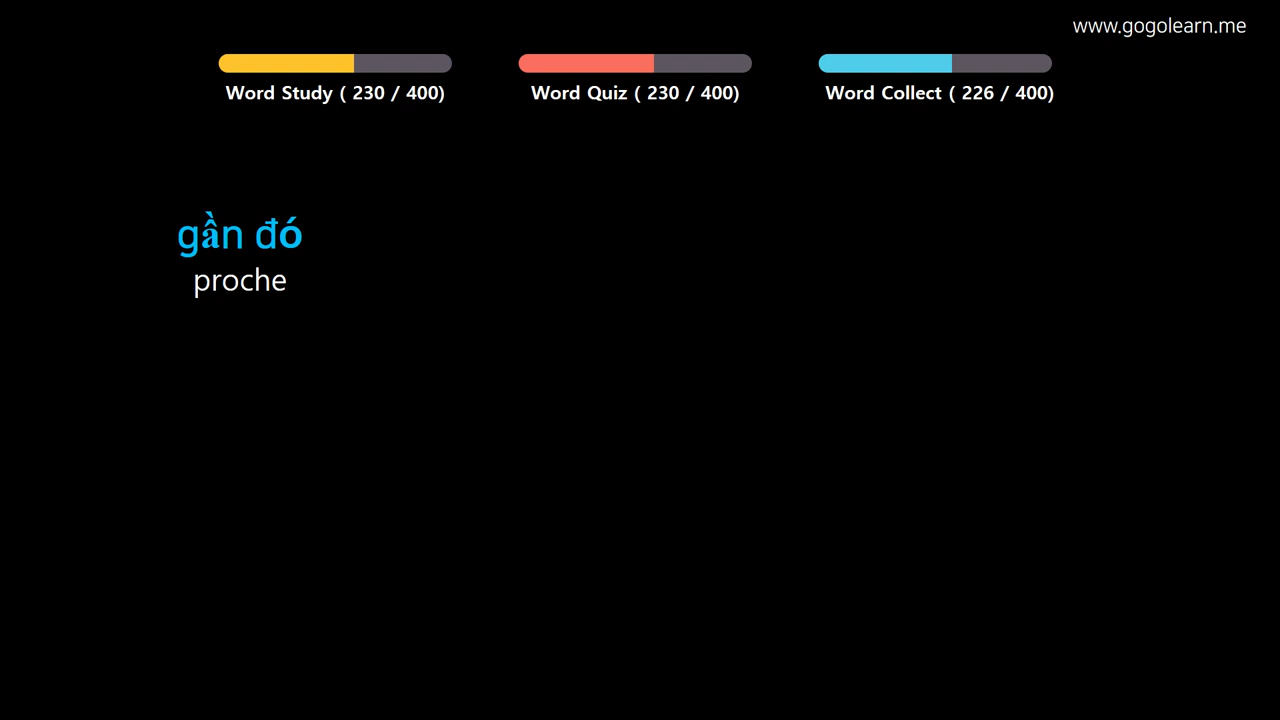 www.gogolearn.me
Word Study ( 230 / 400)
Word Quiz ( 230 / 400)
Word Collect ( 226 / 400)
gần đó
proche